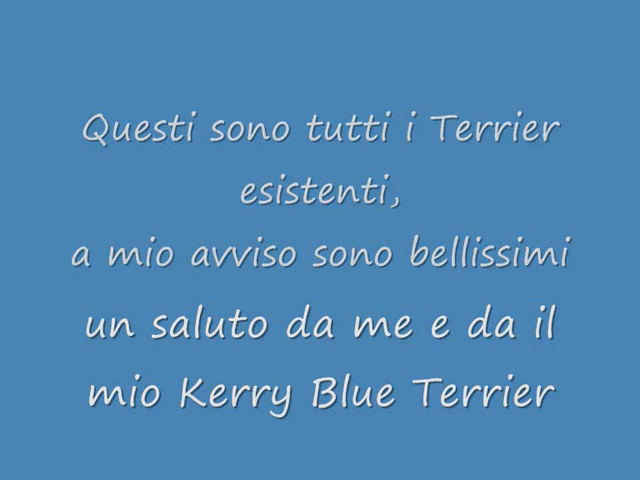 Questi sono tutti i Terrier
esistenti,
a mio avviso sono bellissimi
un saluto da me e da il
mio Kerry Blue Terrier